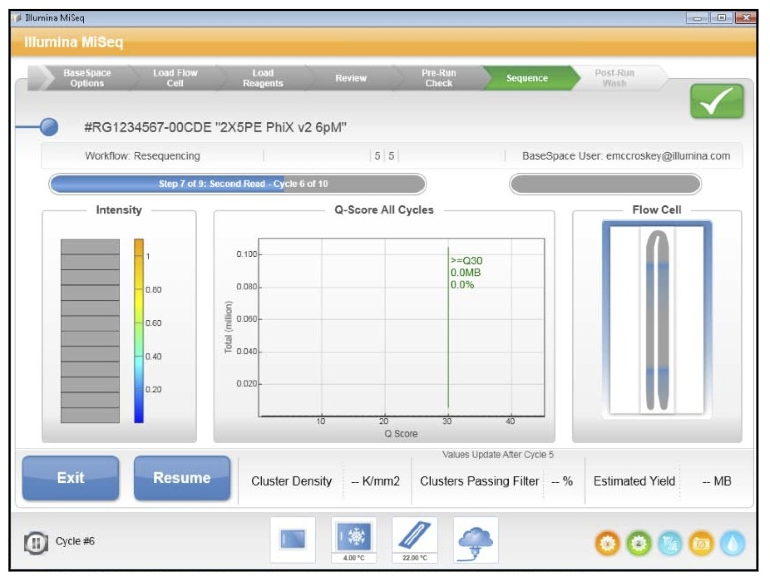 Illumina MiSeq
Illumina MiSeq
BaseSpace Options
Load Flow Cell
Load Reagents
Review
Pre-Run Check
Sequence
Post-Run Wash
#RG1234567-00CDE "2X5PE PhiX v2 6pM"
Workflow: Resequencing
5 5
BaseSpace User: emccroskey@illumina.com
Step 7 of 9: Second Read - Cycle 6 of 10
Intensity
1
0.80
0.60
0.40
0.20
Q-Score All Cycles
0.100
0.080
0.060
0.040
0.020
Total (million)
>=Q30
0.0MB
0.0%
10 20 30 40
Q Score
Flow Cell
Values Update After Cycle 5
Exit
Resume
Cluster Density -- K/mm2
Clusters Passing Filter -- %
Estimated Yield -- MB
Cycle #6
4.00 °C
22.00 °C